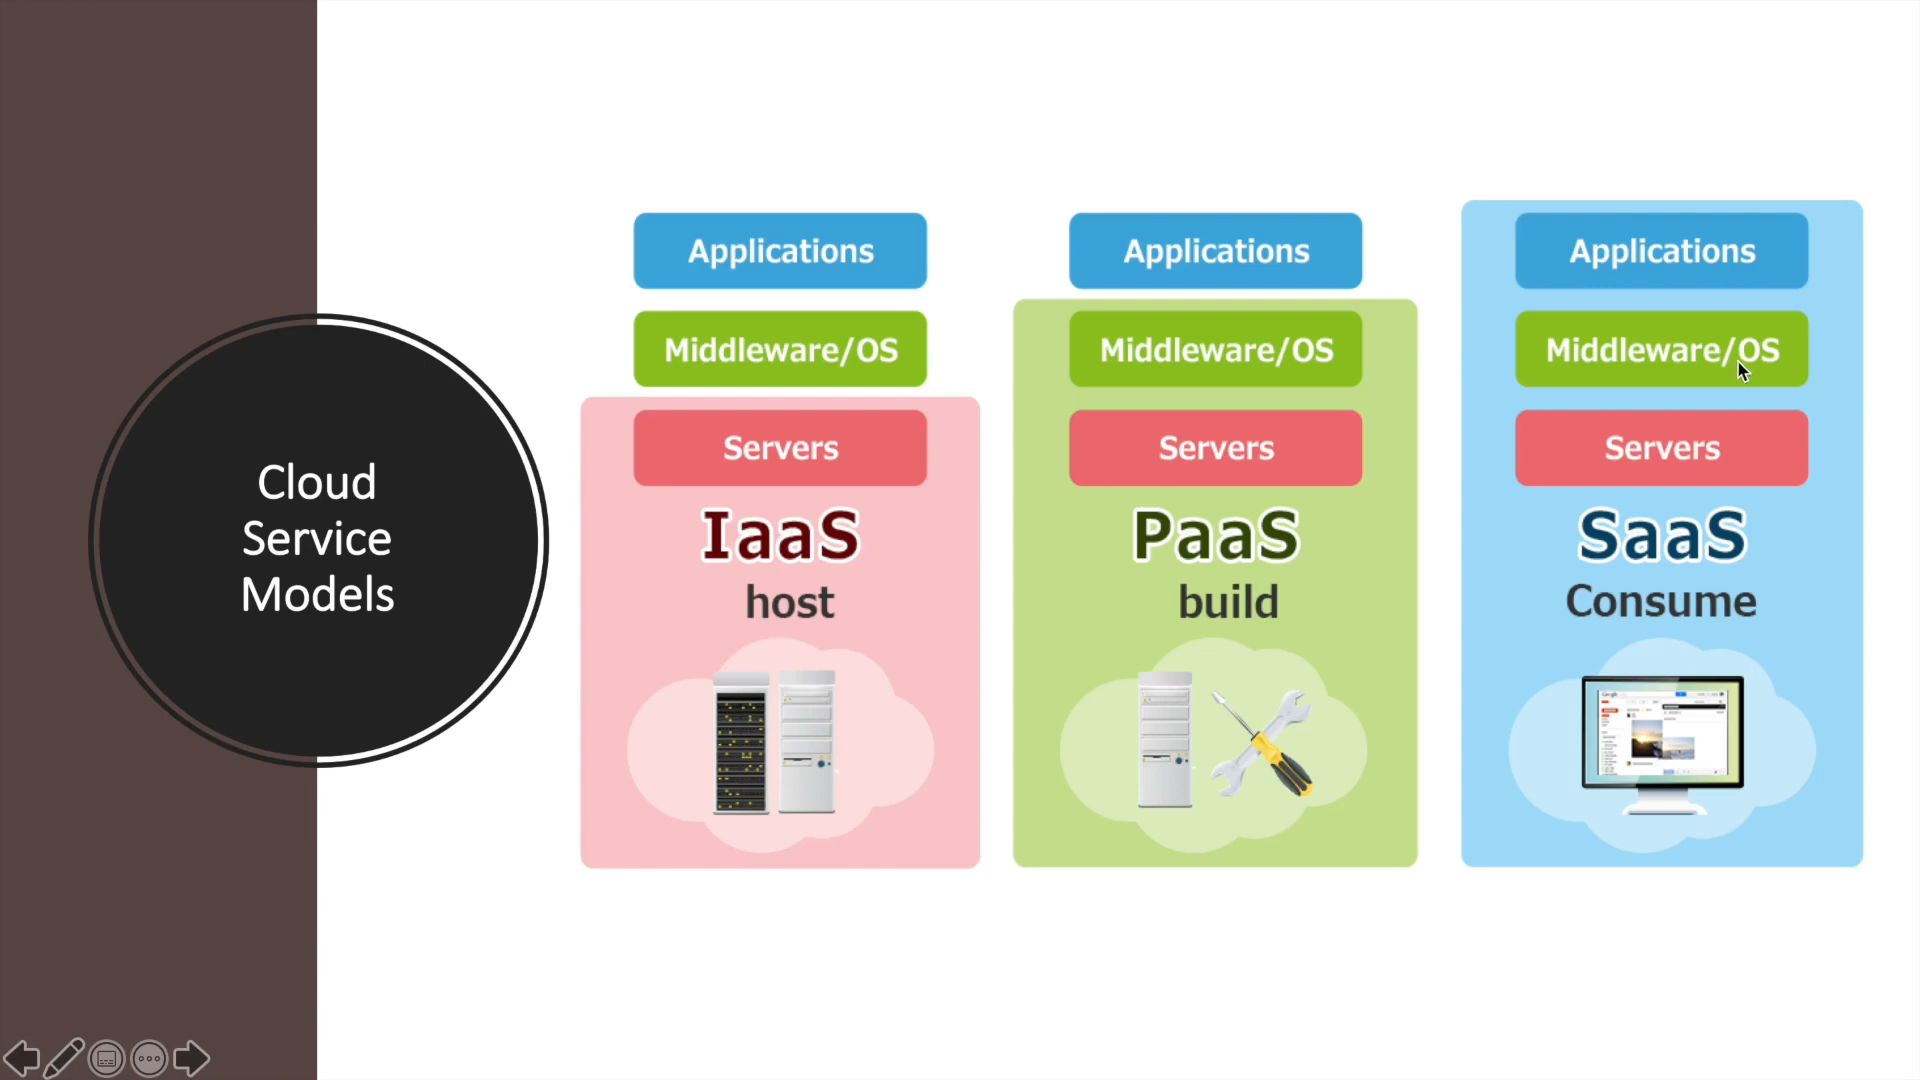 Cloud
Service
Models
Applications
Middleware/OS
Servers
IaaS
host
Applications
Middleware/OS
Servers
PaaS
build
Applications
Middleware/OS
Servers
SaaS
Consume
Google